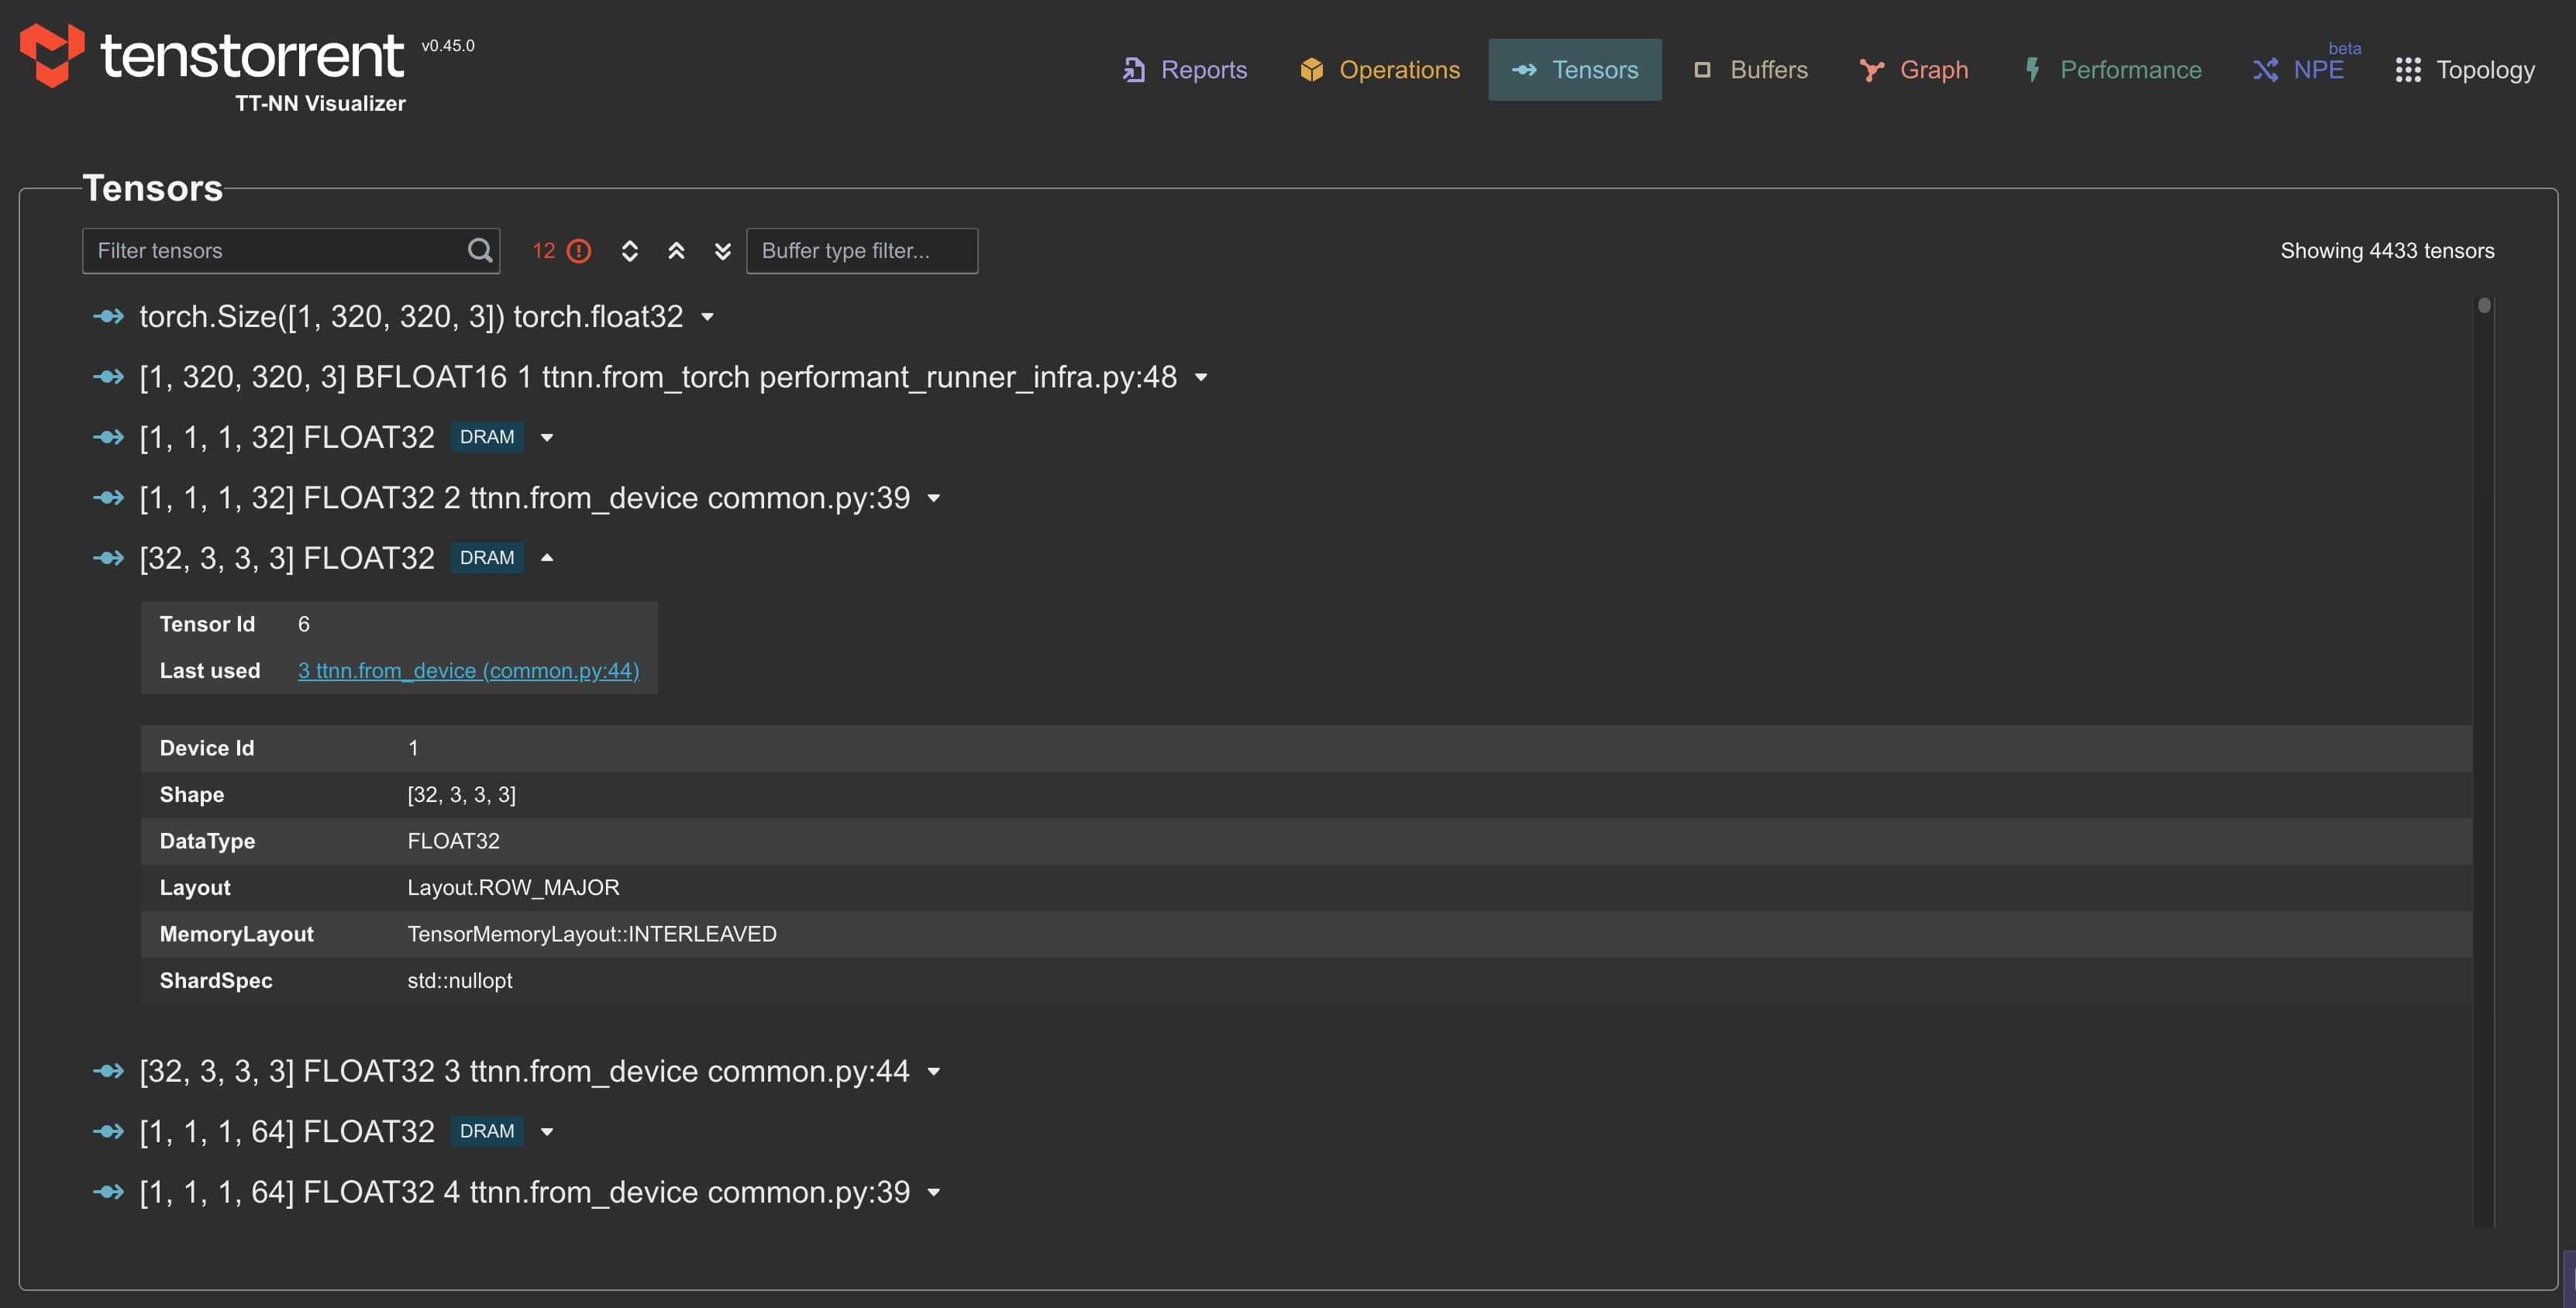 tenstorrent v0.45.0
TT-NN Visualizer
Reports Operations Tensors Buffers Graph Performance NPE beta Topology
Tensors
Filter tensors 12 Buffer type filter... Showing 4433 tensors
torch.Size([1, 320, 320, 3]) torch.float32
[1, 320, 320, 3] BFLOAT16 1 ttnn.from_torch performant_runner_infra.py:48
[1, 1, 1, 32] FLOAT32 DRAM
[1, 1, 1, 32] FLOAT32 2 ttnn.from_device common.py:39
[32, 3, 3, 3] FLOAT32 DRAM
Tensor Id 6
Last used 3 ttnn.from_device (common.py:44)
Device Id 1
Shape [32, 3, 3, 3]
DataType FLOAT32
Layout Layout.ROW_MAJOR
MemoryLayout TensorMemoryLayout::INTERLEAVED
ShardSpec std::nullopt
[32, 3, 3, 3] FLOAT32 3 ttnn.from_device common.py:44
[1, 1, 1, 64] FLOAT32 DRAM
[1, 1, 1, 64] FLOAT32 4 ttnn.from_device common.py:39